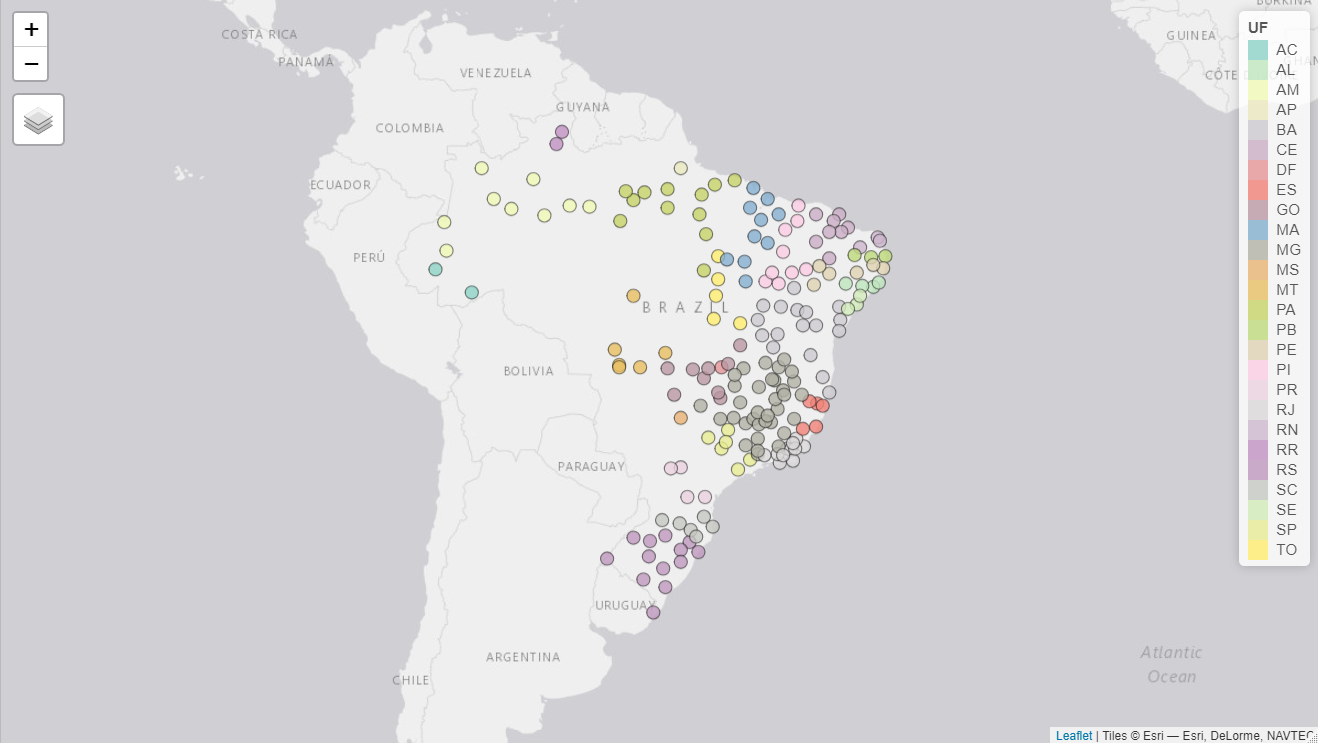 +
−
COSTA RICA
PANAMÁ
VENEZUELA
GUYANA
COLOMBIA
ECUADOR
PERÚ
BRAZIL
BOLIVIA
PARAGUAY
URUGUAY
ARGENTINA
CHILE
GUINEA
Atlantic
Ocean
UF
AC
AL
AM
AP
BA
CE
DF
ES
GO
MA
MG
MS
MT
PA
PB
PE
PI
PR
RJ
RN
RR
RS
SC
SE
SP
TO
Leaflet | Tiles © Esri — Esri, DeLorme, NAVTEC